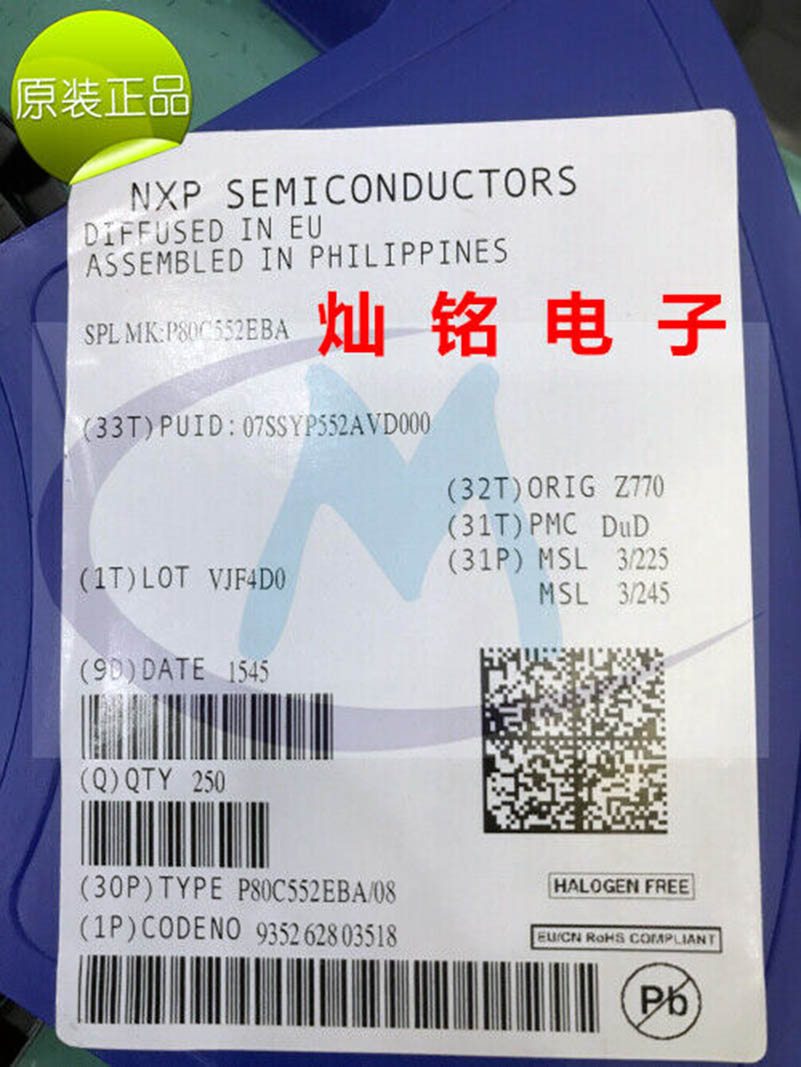 原装正品
NXP SEMICONDUCTORS
DIFFUSED IN EU
ASSEMBLED IN PHILIPPINES
SPL MK:P80C552EBA
灿铭电子
(33T)PUID: 07SSYP552AVD000
(32T)ORIG Z770
(31T)PMC DuD
(31P) MSL 3/225
MSL 3/245
(1T)LOT VJF4D0
(9D)DATE 1545
(Q)QTY 250
(30P)TYPE P80C552EBA/08
(1P)CODENO 9352 628 03518
HALOGEN FREE
EU/CN RoHS COMPLIANT
Pb